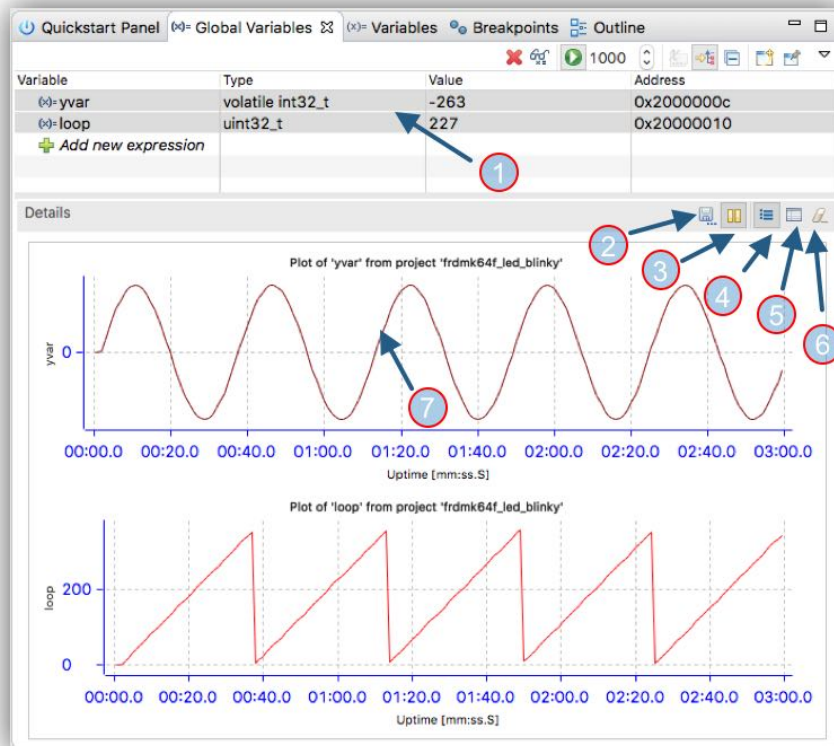 Quickstart Panel (x)= Global Variables (x)= Variables Breakpoints Outline
1000
Variable Type Value Address
(x)= yvar volatile int32_t -263 0x2000000c
(x)= loop uint32_t 227 0x20000010
Add new expression
1
Details
2
3
4
5
6
Plot of 'yvar' from project 'frdmk64f_led_blinky'
yvar
0
7
00:00.0 00:20.0 00:40.0 01:00.0 01:20.0 01:40.0 02:00.0 02:20.0 02:40.0 03:00.0
Uptime [mm:ss.S]
Plot of 'loop' from project 'frdmk64f_led_blinky'
loop
200
0
00:00.0 00:20.0 00:40.0 01:00.0 01:20.0 01:40.0 02:00.0 02:20.0 02:40.0 03:00.0
Uptime [mm:ss.S]